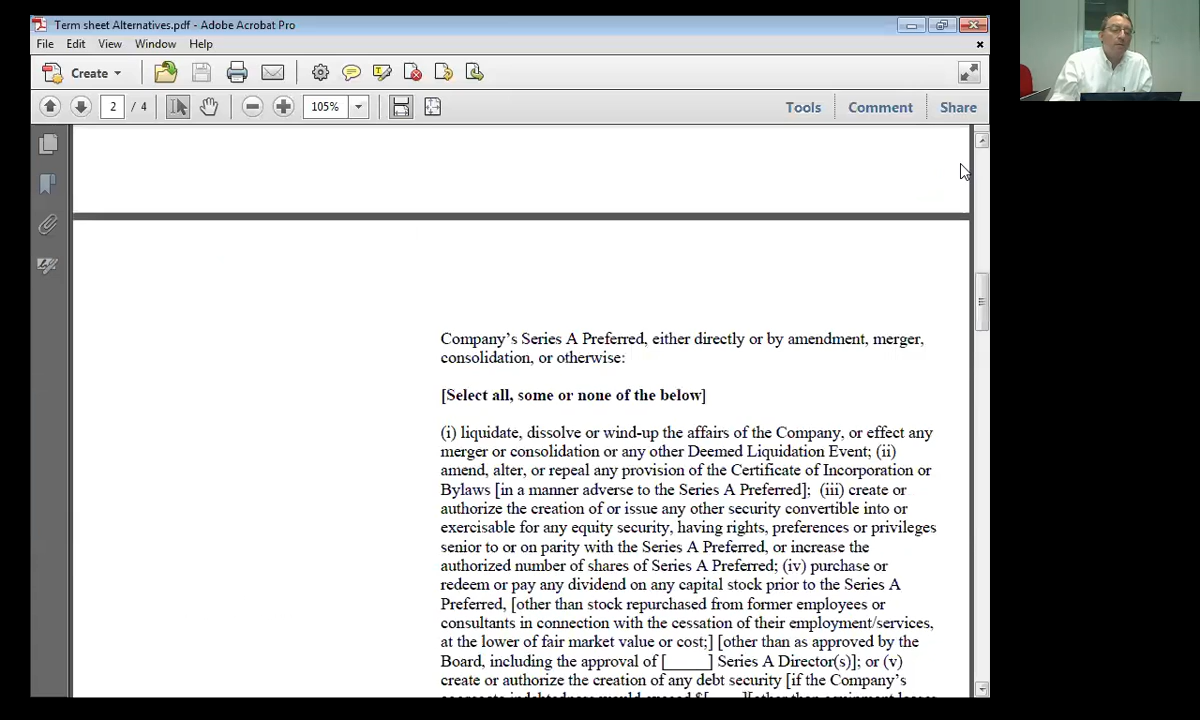 Term sheet Alternatives.pdf - Adobe Acrobat Pro
File Edit View Window Help
Create
2 / 4 105% Tools Comment Share
Company's Series A Preferred, either directly or by amendment, merger,
consolidation, or otherwise:
[Select all, some or none of the below]
(i) liquidate, dissolve or wind-up the affairs of the Company, or effect any
merger or consolidation or any other Deemed Liquidation Event; (ii)
amend, alter, or repeal any provision of the Certificate of Incorporation or
Bylaws [in a manner adverse to the Series A Preferred]; (iii) create or
authorize the creation of or issue any other security convertible into or
exercisable for any equity security, having rights, preferences or privileges
senior to or on parity with the Series A Preferred, or increase the
authorized number of shares of Series A Preferred; (iv) purchase or
redeem or pay any dividend on any capital stock prior to the Series A
Preferred, [other than stock repurchased from former employees or
consultants in connection with the cessation of their employment/services,
at the lower of fair market value or cost;] [other than as approved by the
Board, including the approval of [_____] Series A Director(s)]; or (v)
create or authorize the creation of any debt security [if the Company's